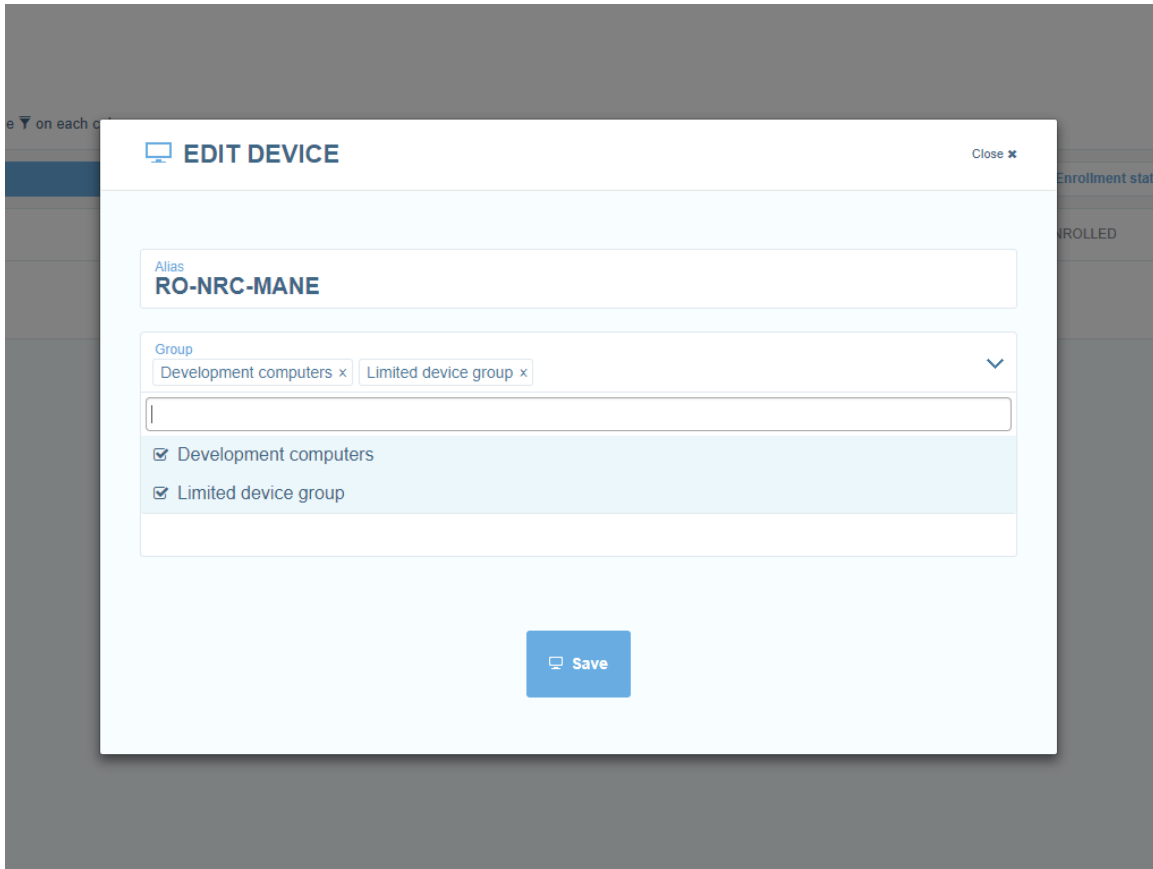 e on each c
EDIT DEVICE
Close ×
Enrollment stat
NROLLED
Alias
RO-NRC-MANE
Group
Development computers ×
Limited device group ×
Development computers
Limited device group
Save